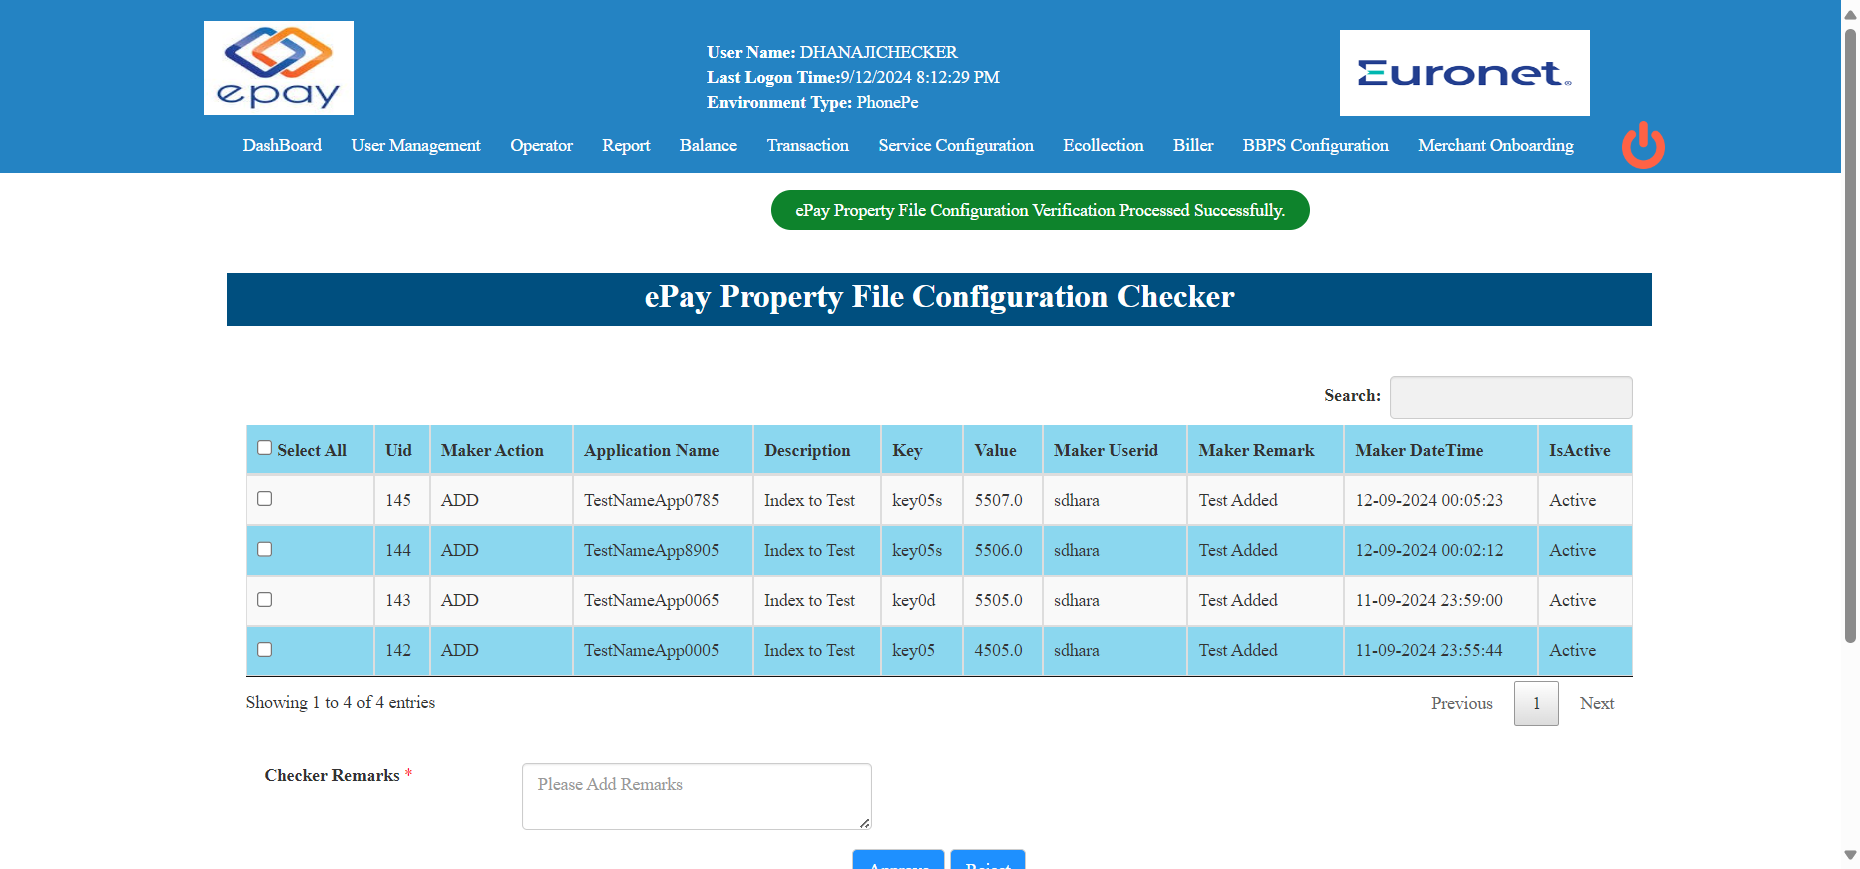 epay
User Name: DHANAJICHECKER
Last Logon Time:9/12/2024 8:12:29 PM
Environment Type: PhonePe
Euronet
DashBoard User Management Operator Report Balance Transaction Service Configuration Ecollection Biller BBPS Configuration Merchant Onboarding
ePay Property File Configuration Verification Processed Successfully.
ePay Property File Configuration Checker
Search:
Select All Uid Maker Action Application Name Description Key Value Maker Userid Maker Remark Maker DateTime IsActive
145 ADD TestNameApp0785 Index to Test key05s 5507.0 sdhara Test Added 12-09-2024 00:05:23 Active
144 ADD TestNameApp8905 Index to Test key05s 5506.0 sdhara Test Added 12-09-2024 00:02:12 Active
143 ADD TestNameApp0065 Index to Test key0d 5505.0 sdhara Test Added 11-09-2024 23:59:00 Active
142 ADD TestNameApp0005 Index to Test key05 4505.0 sdhara Test Added 11-09-2024 23:55:44 Active
Showing 1 to 4 of 4 entries
Previous 1 Next
Checker Remarks *
Please Add Remarks
Approve Reject